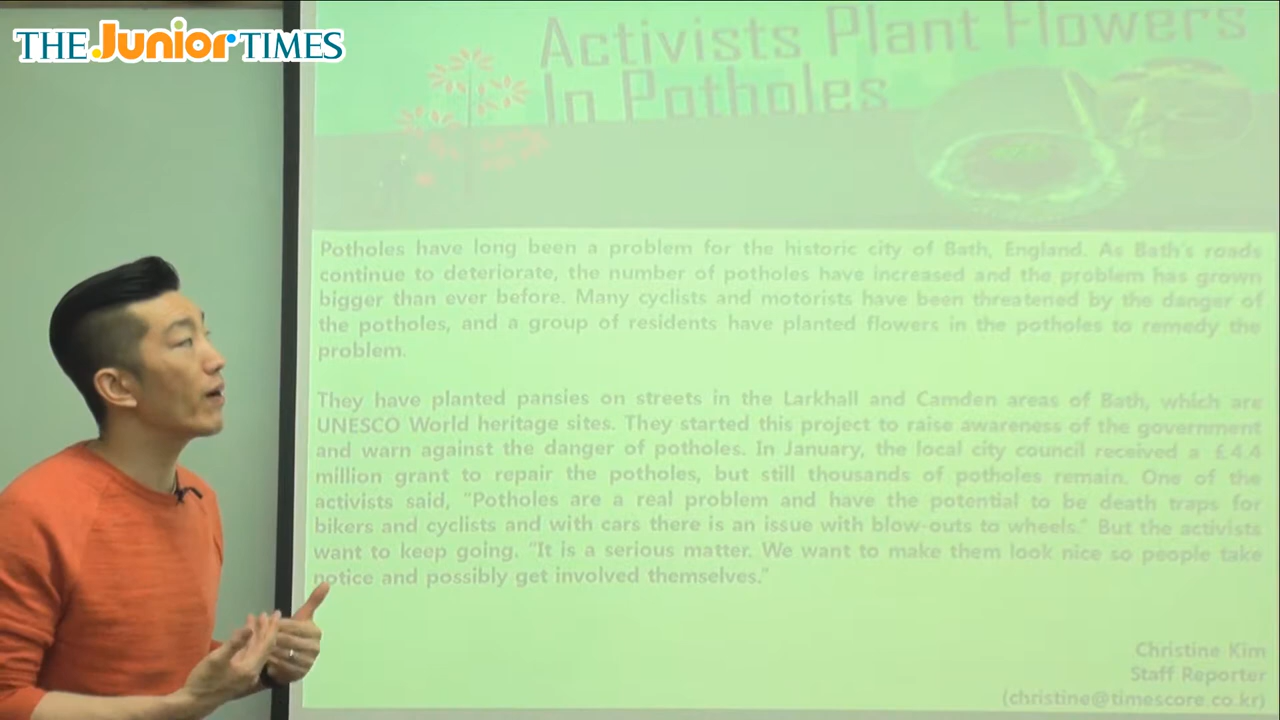 THE Junior TIMES
Activists Plant Flowers
In Potholes
Potholes have long been a problem for the historic city of Bath, England. As Bath's roads
continue to deteriorate, the number of potholes have increased and the problem has grown
bigger than ever before. Many cyclists and motorists have been threatened by the danger of
the potholes, and a group of residents have planted flowers in the potholes to remedy the
problem.
They have planted pansies on streets in the Larkhall and Camden areas of Bath, which are
UNESCO World heritage sites. They started this project to raise awareness of the government
and warn against the danger of potholes. In January, the local city council received a £4.4
million grant to repair the potholes, but still thousands of potholes remain. One of the
activists said, "Potholes are a real problem and have the potential to be death traps for
bikers and cyclists and with cars there is an issue with blow-outs to wheels." But the activists
want to keep going. "It is a serious matter. We want to make them look nice so people take
notice and possibly get involved themselves."
Christine Kim
Staff Reporter
(christine@timescore.co.kr)